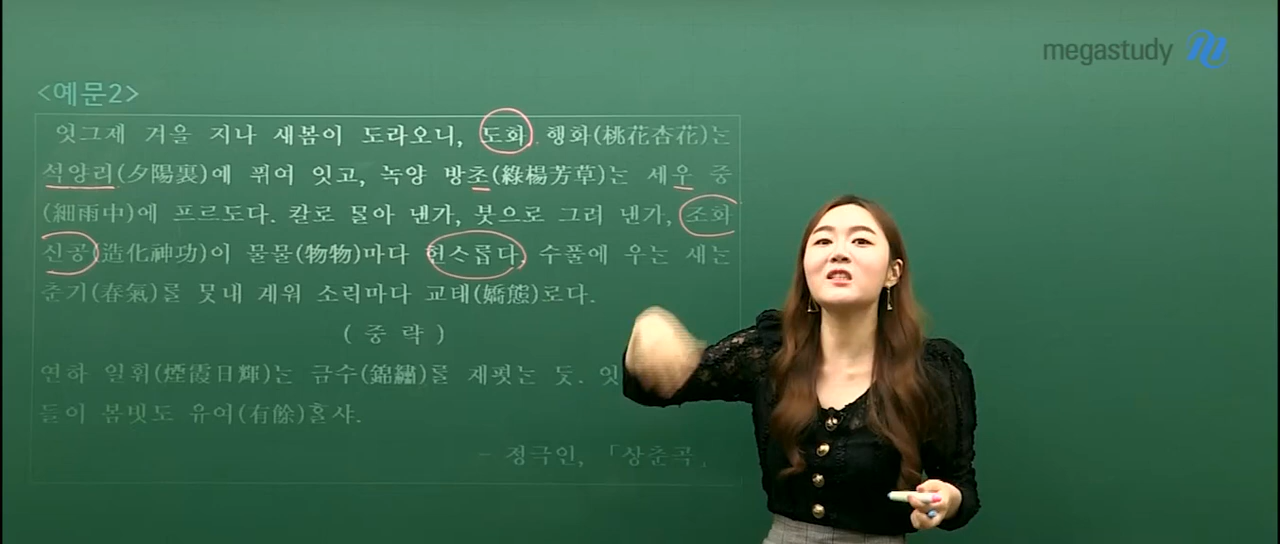 megastudy
<예문2>
잇그제 겨울 지나 새봄이 도라오니, 도화 행화(桃花杏花)는
석양리(夕陽裏)에 퓌여 잇고, 녹양 방초(綠楊芳草)는 세우 중
(細雨中)에 프르도다. 칼로 몰아 낸가, 붓으로 그려 낸가, 조화
신공(造化神功)이 물물(物物)마다 헌스룹다. 수풀에 우는 새는
춘기(春氣)를 못내 계워 소리마다 교태(嬌態)로다.
(중 략)
연하 일휘(煙霞日輝)는 금수(錦繡)를 재폇는 듯. 잇
들이 봄빗도 유여(有餘)홀샤.
- 정극인, 「상춘곡」